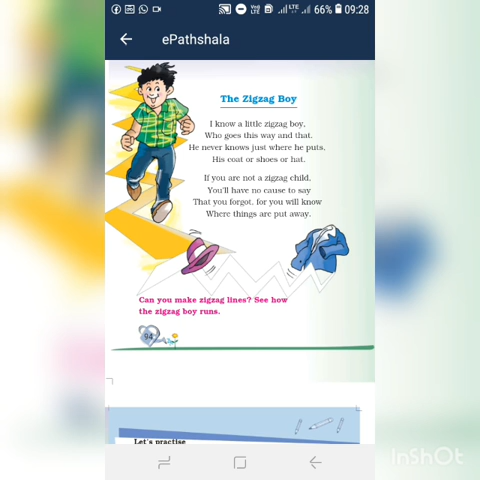 66% 09:28
ePathshala
The Zigzag Boy
I know a little zigzag boy,
Who goes this way and that.
He never knows just where he puts,
His coat or shoes or hat.
If you are not a zigzag child.
You'll have no cause to say
That you forgot, for you will know
Where things are put away.
Can you make zigzag lines? See how
the zigzag boy runs.
94
Let's practise
InShOt